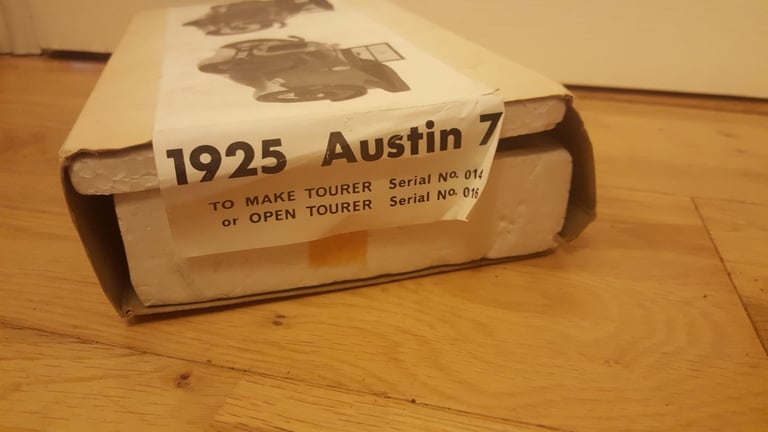 1925 Austin 7
TO MAKE TOURER Serial No. 014
or OPEN TOURER Serial No. 016